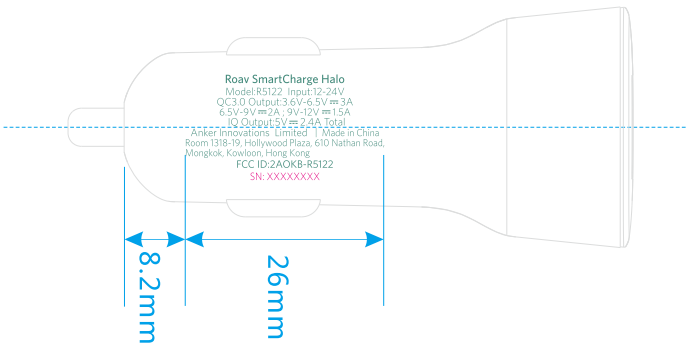 Roav SmartCharge Halo
Model:R5122 Input:12-24V
QC3.0 Output:3.6V-6.5V⎓3A
6.5V-9V⎓2A ; 9V-12V⎓1.5A
IQ Output:5V⎓2.4A Total
Anker Innovations Limited | Made in China
Room 1318-19, Hollywood Plaza, 610 Nathan Road,
Mongkok, Kowloon, Hong Kong
FCC ID:2AOKB-R5122
SN: XXXXXXXX
8.2mm
26mm